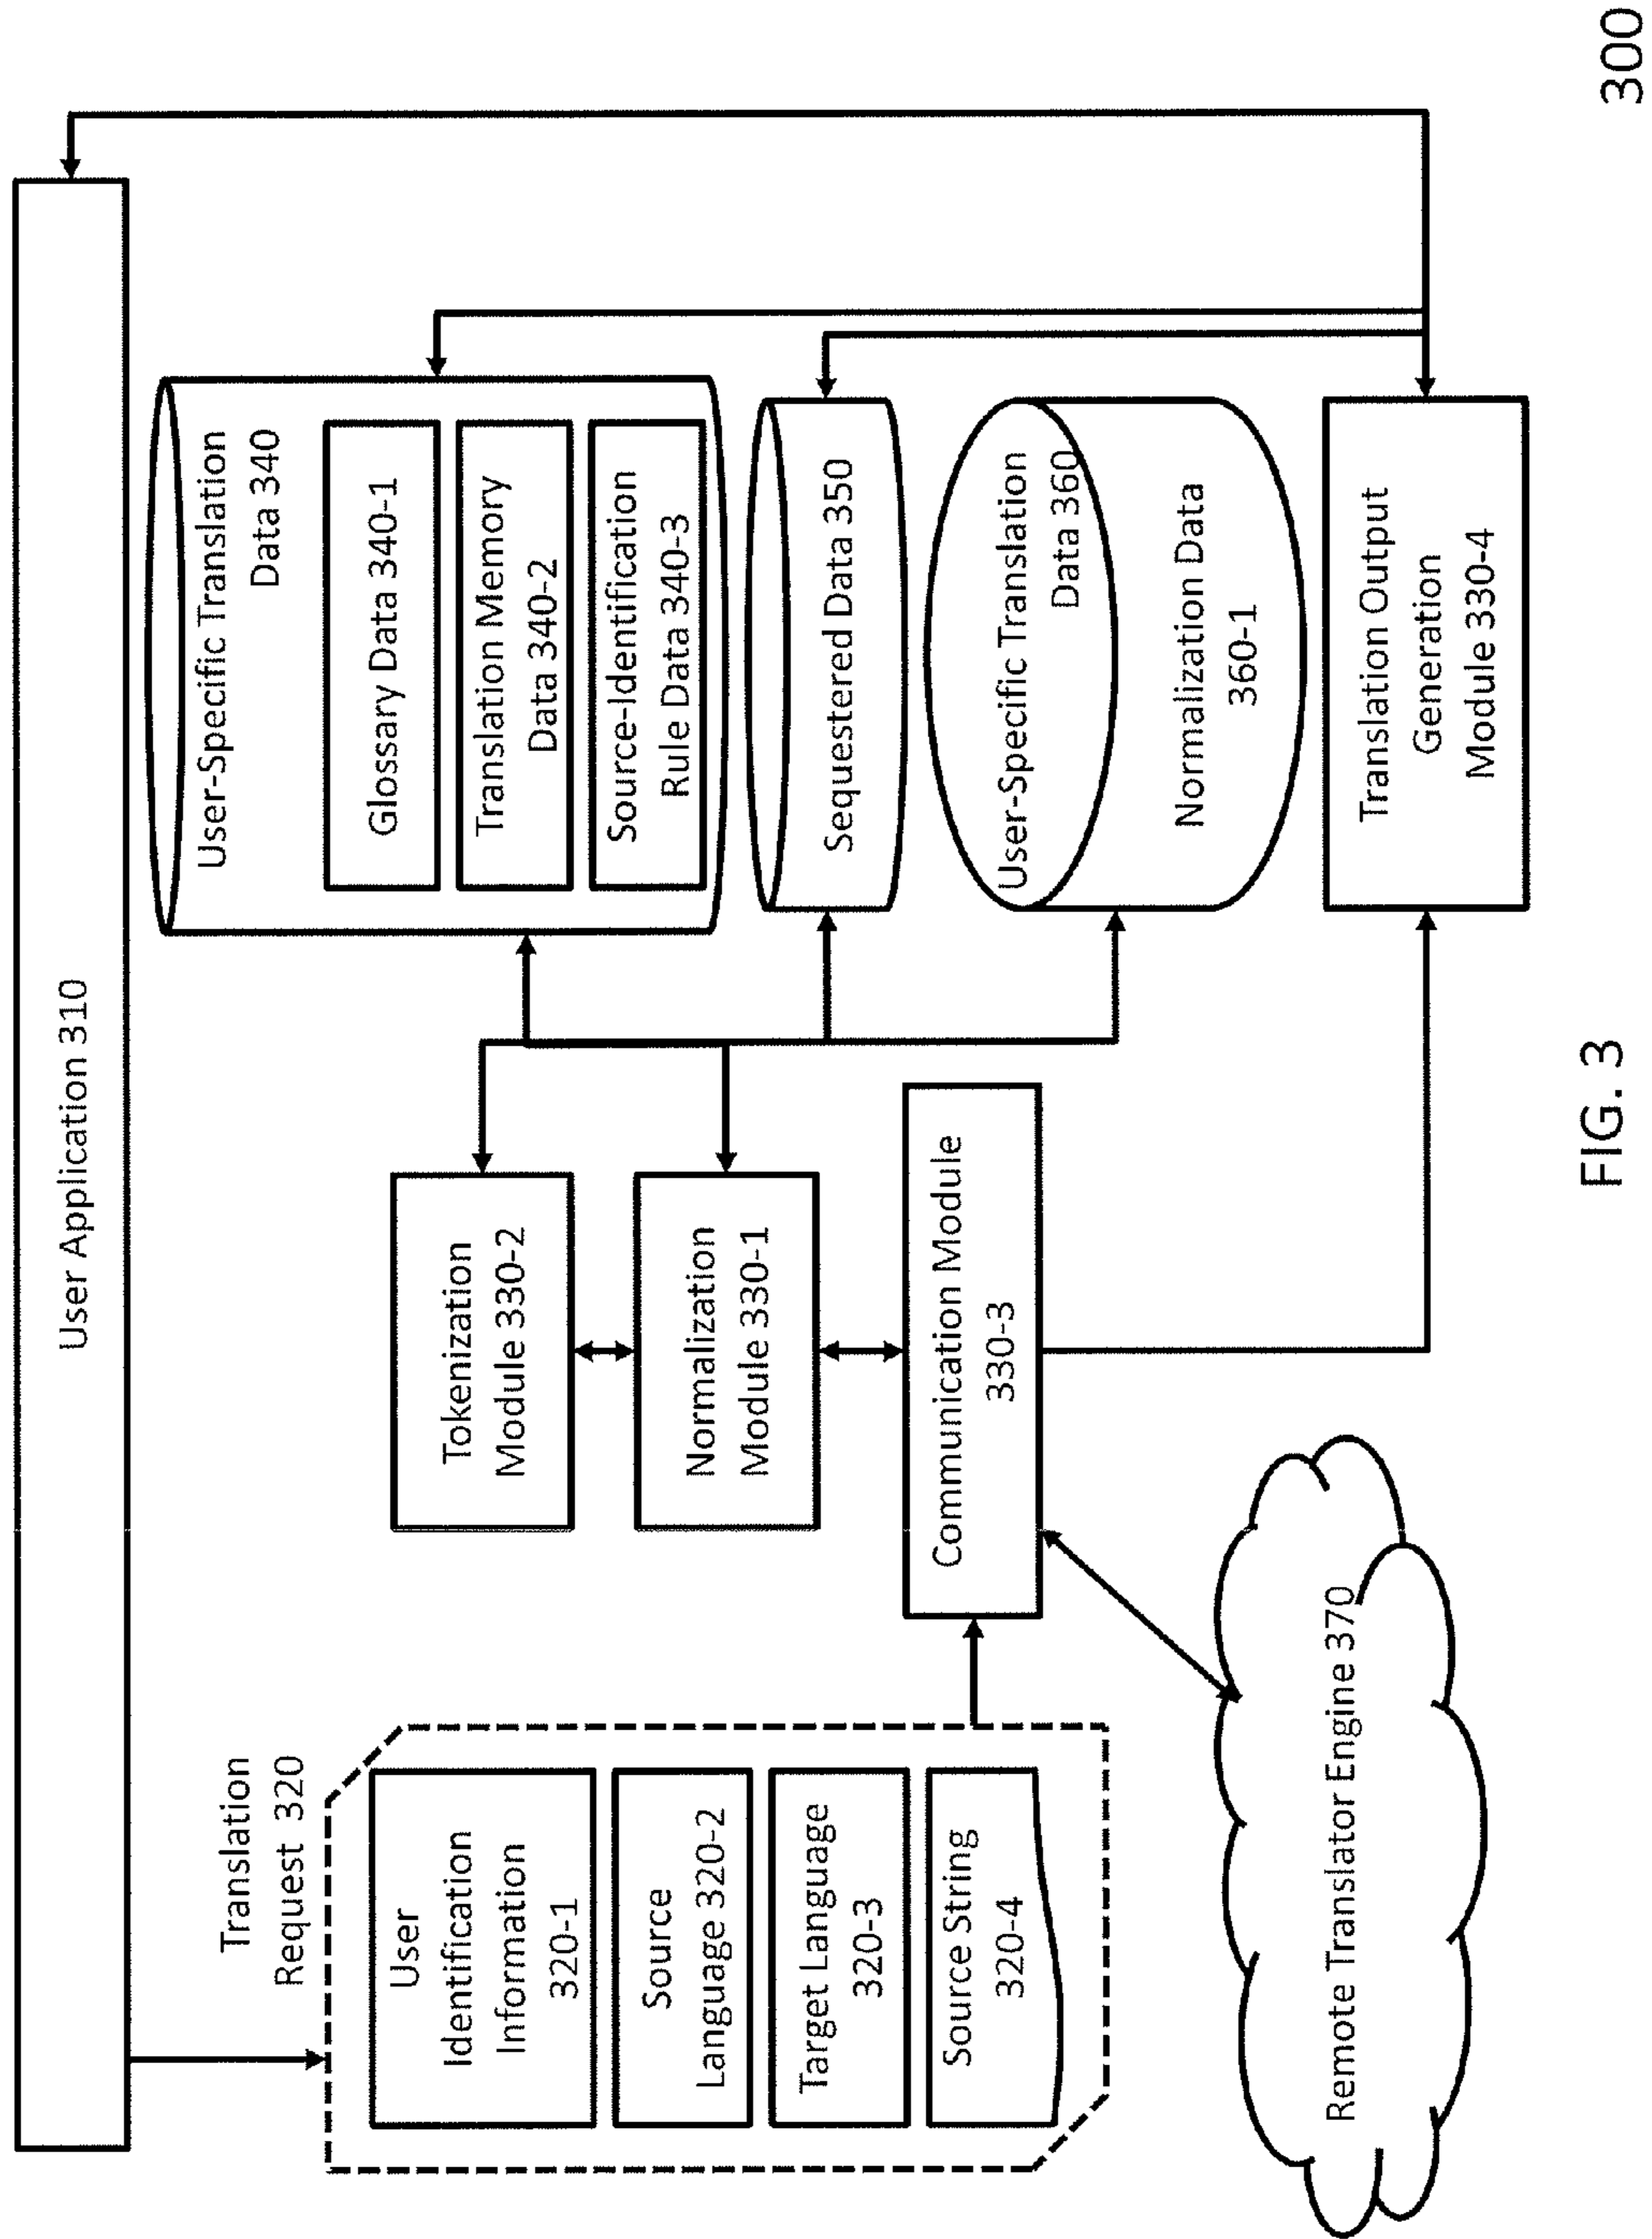 User Application 310
Translation
Request 320
User
Identification
Information
320-1
Source
Language 320-2
Target Language
320-3
Source String
320-4
Tokenization
Module 330-2
Normalization
Module 330-1
Communication Module
330-3
Remote Translator Engine 370
User-Specific Translation
Data 340
Glossary Data 340-1
Translation Memory
Data 340-2
Source-Identification
Rule Data 340-3
Sequestered Data 350
User-Specific Translation
Data 360
Normalization Data
360-1
Translation Output
Generation
Module 330-4
FIG. 3
300